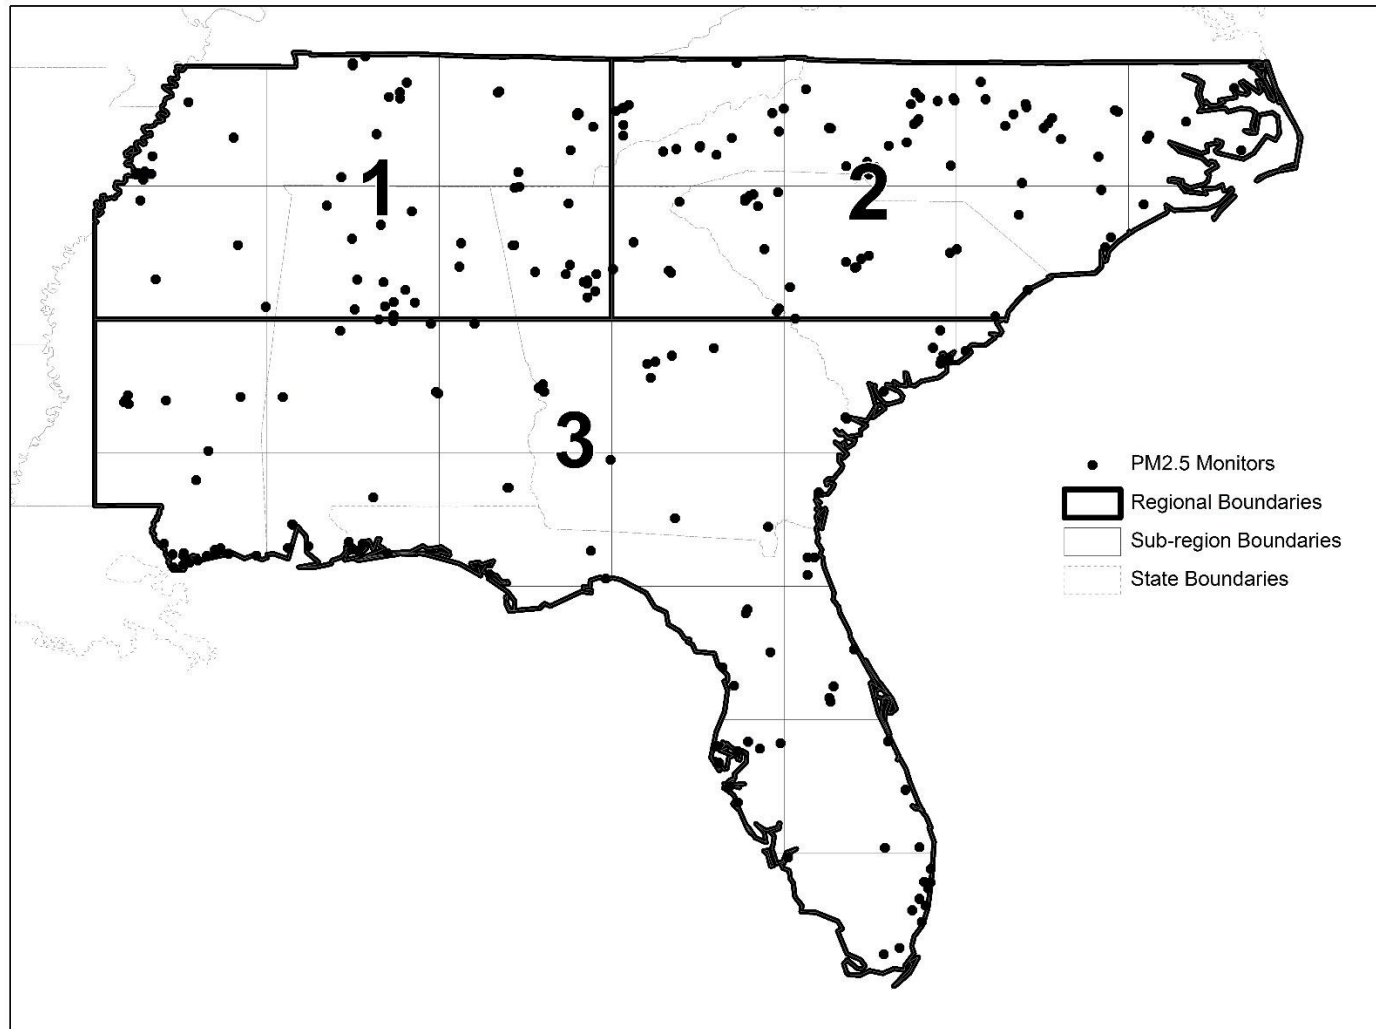 1
2
3
PM2.5 Monitors
Regional Boundaries
Sub-region Boundaries
State Boundaries